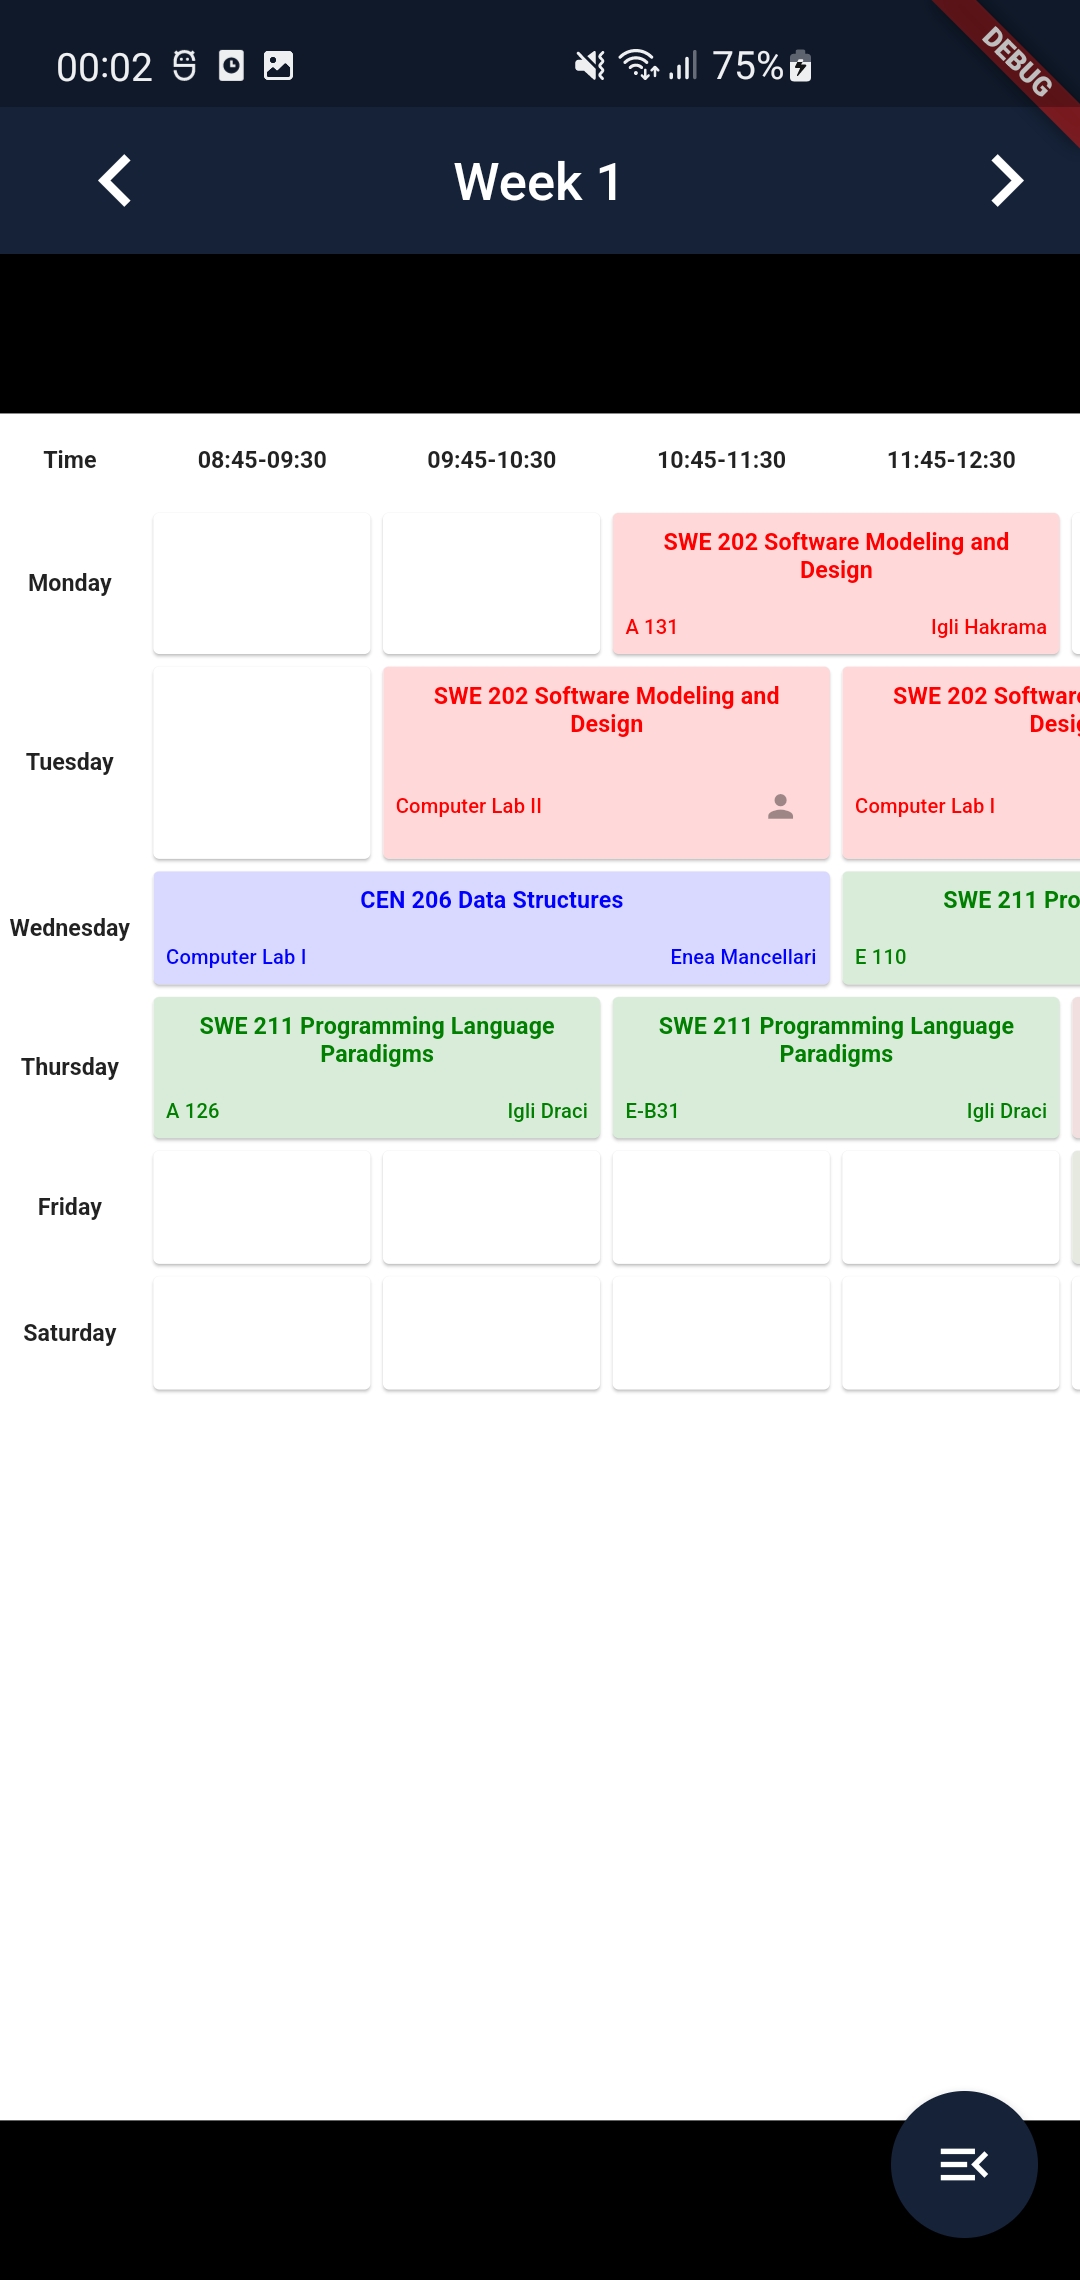 00:02
75%
DEBUG
Week 1
Time 08:45-09:30 09:45-10:30 10:45-11:30 11:45-12:30
Monday
SWE 202 Software Modeling and
Design
A 131 Igli Hakrama
Tuesday
SWE 202 Software Modeling and
Design
Computer Lab II
SWE 202
Computer Lab I
Wednesday
CEN 206 Data Structures
Computer Lab I Enea Mancellari
SWE 211
E 110
Thursday
SWE 211 Programming Language
Paradigms
A 126 Igli Draci
SWE 211 Programming Language
Paradigms
E-B31 Igli Draci
Friday
Saturday